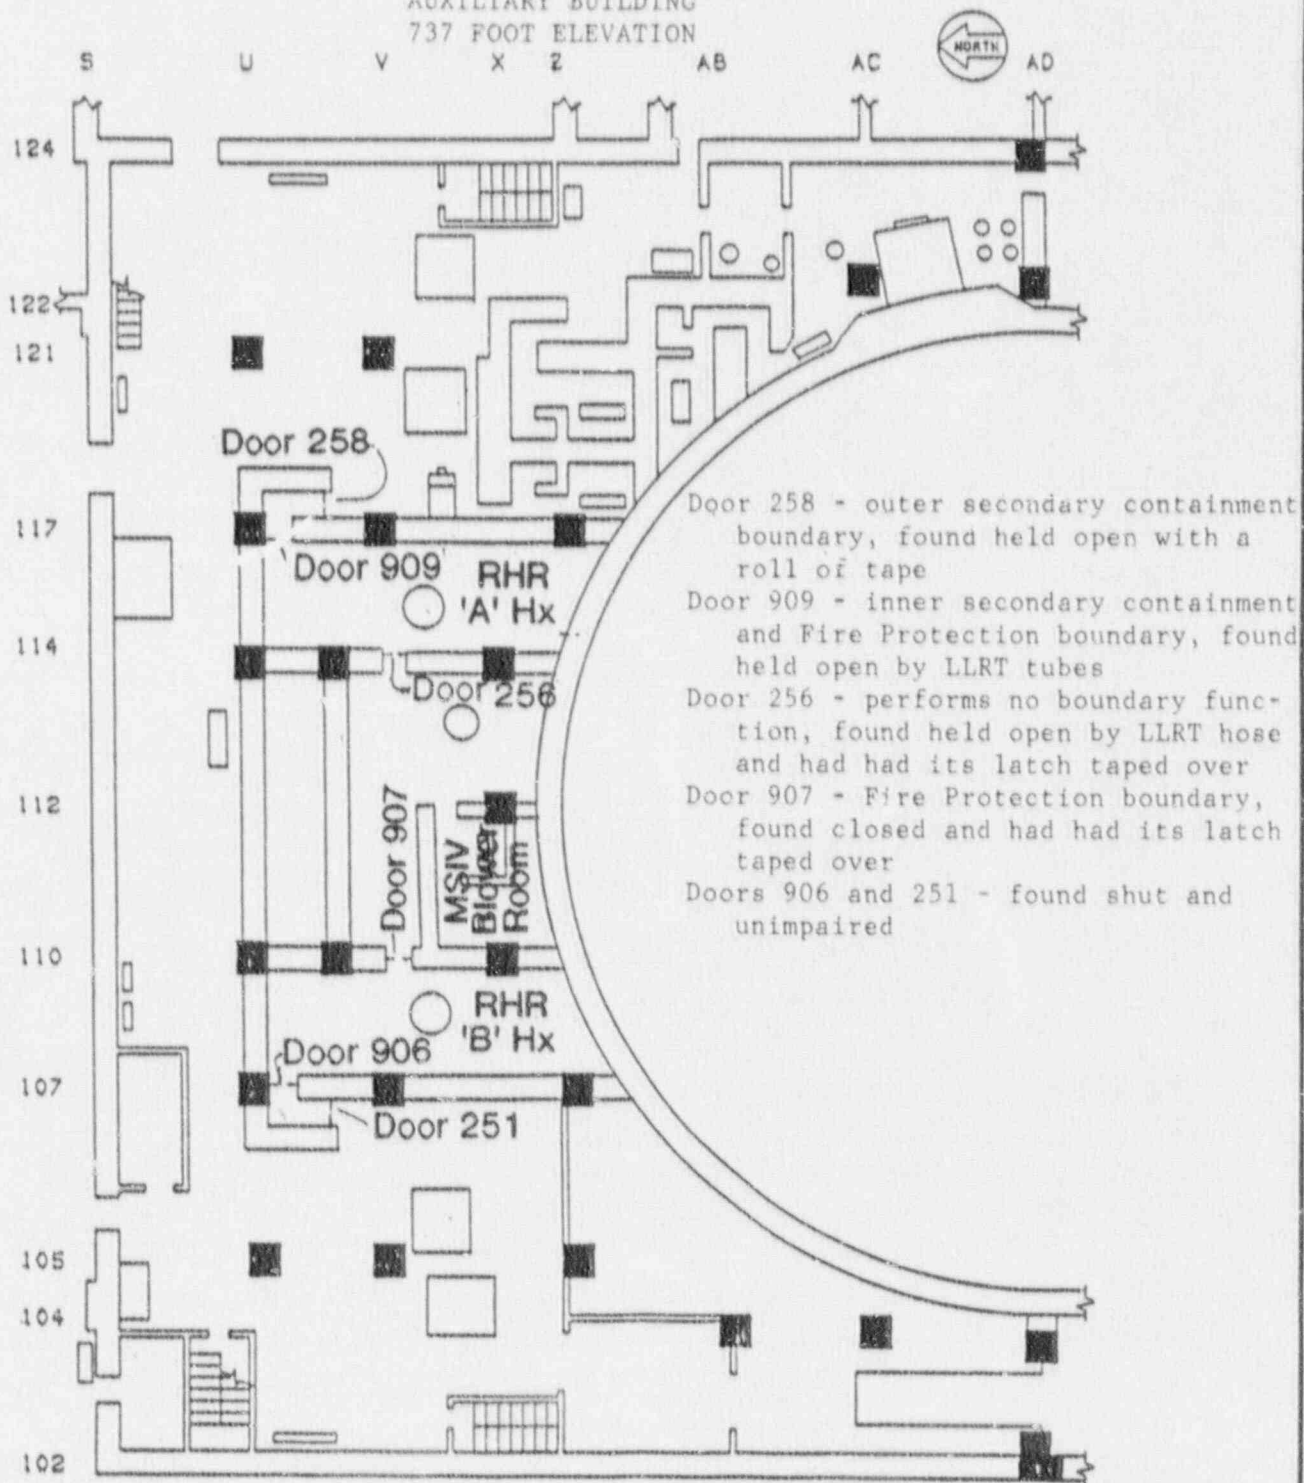 AUXILIARY BUILDING
737 FOOT ELEVATION
NORTH
S U V X 2 AB AC AD
124
122
121
Door 258
117
Door 909
RHR
'A' Hx
114
Door 256
112
Door 907
MSIV
Blower
Room
110
RHR
'B' Hx
Door 906
107
Door 251
105
104
102
Door 258 - outer secondary containment
boundary, found held open with a
roll of tape
Door 909 - inner secondary containment
and Fire Protection boundary, found
held open by LLRT tubes
Door 256 - performs no boundary func-
tion, found held open by LLRT hose
and had had its latch taped over
Door 907 - Fire Protection boundary,
found closed and had had its latch
taped over
Doors 906 and 251 - found shut and
unimpaired